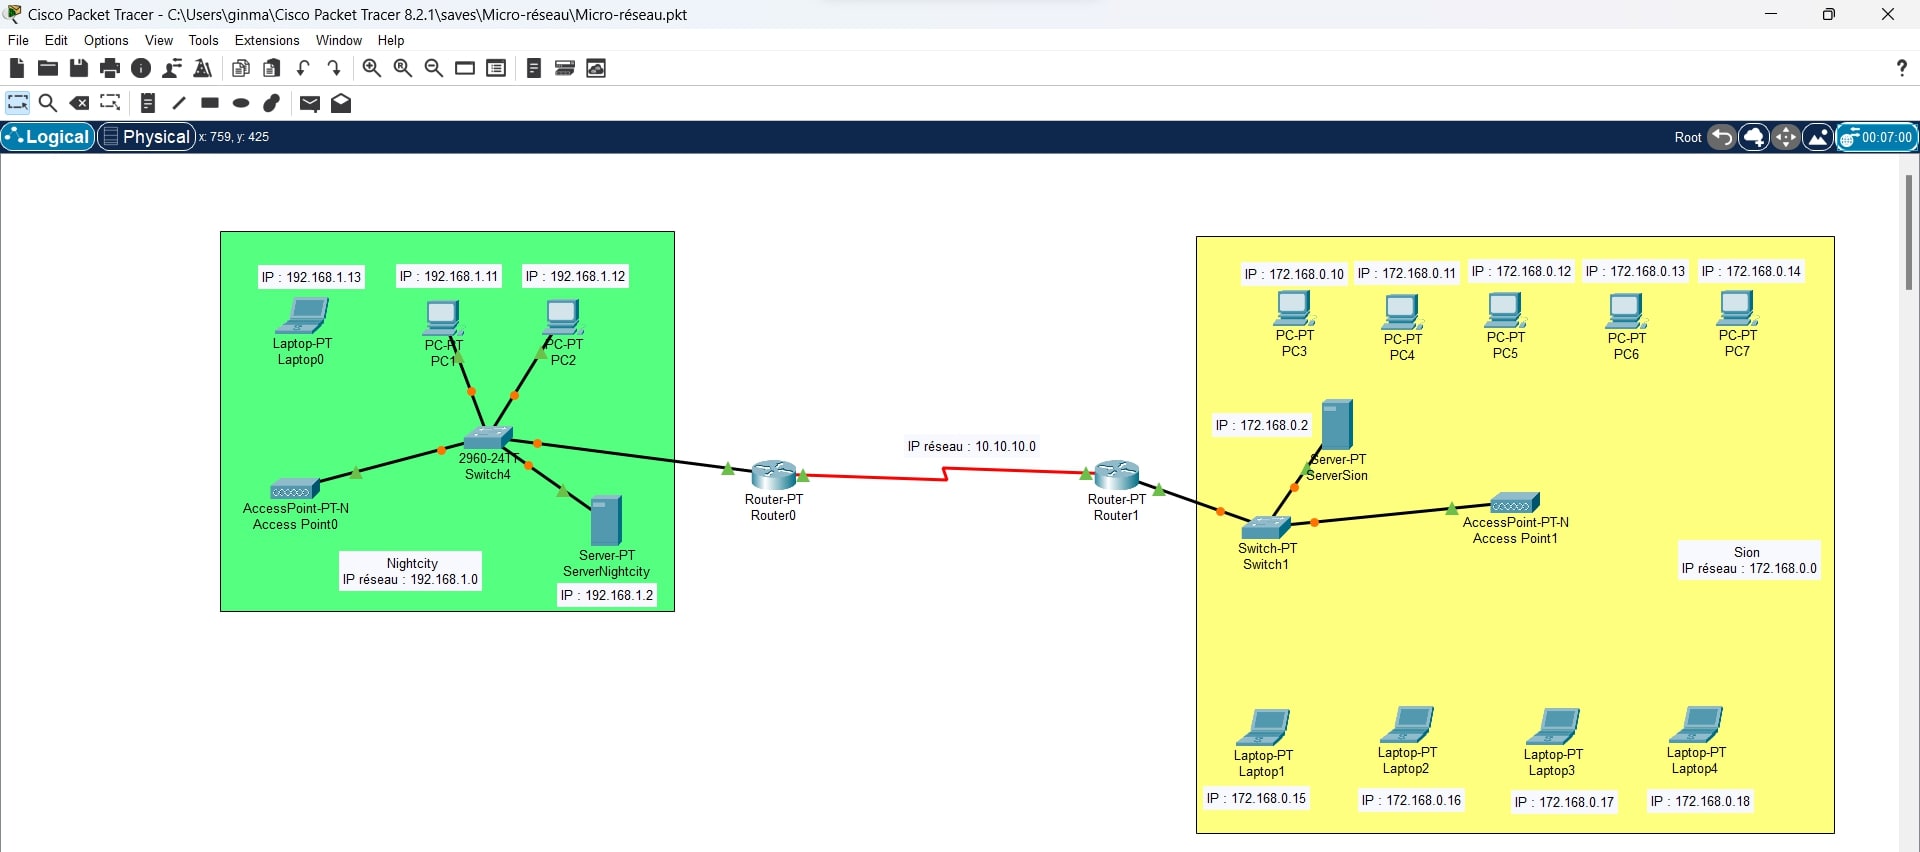 Cisco Packet Tracer - C:\Users\ginma\Cisco Packet Tracer 8.2.1\saves\Micro-réseau\Micro-réseau.pkt
File Edit Options View Tools Extensions Window Help
?
Logical Physical x: 759, y: 425 Root 00:07:00
IP : 192.168.1.13
IP : 192.168.1.11
IP : 192.168.1.12
Laptop-PT
Laptop0
PC-PT
PC1
PC-PT
PC2
2960-24TT
Switch4
AccessPoint-PT-N
Access Point0
Nightcity
IP réseau : 192.168.1.0
Server-PT
ServerNightcity
IP : 192.168.1.2
Router-PT
Router0
IP réseau : 10.10.10.0
Router-PT
Router1
IP : 172.168.0.10
IP : 172.168.0.11
IP : 172.168.0.12
IP : 172.168.0.13
IP : 172.168.0.14
PC-PT
PC3
PC-PT
PC4
PC-PT
PC5
PC-PT
PC6
PC-PT
PC7
IP : 172.168.0.2
Server-PT
ServerSion
Switch-PT
Switch1
AccessPoint-PT-N
Access Point1
Sion
IP réseau : 172.168.0.0
Laptop-PT
Laptop1
IP : 172.168.0.15
Laptop-PT
Laptop2
IP : 172.168.0.16
Laptop-PT
Laptop3
IP : 172.168.0.17
Laptop-PT
Laptop4
IP : 172.168.0.18